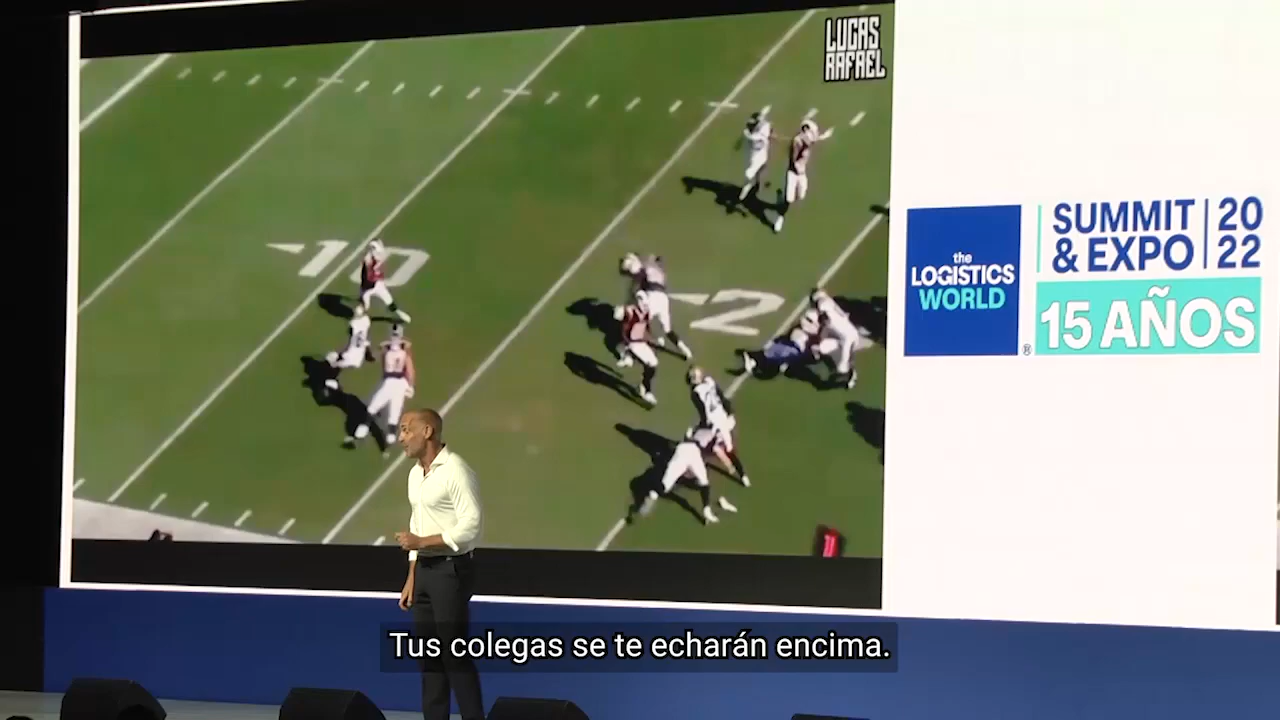 LUCAS
RAFAEL
the
LOGISTICS
WORLD
®
SUMMIT
& EXPO
20
22
15 AÑOS
10
2
Tus colegas se te echarán encima.